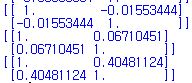 [[ 1.         -0.01553444]
 [-0.01553444  1.        ]]
[[1.         0.06710451]
 [0.06710451 1.        ]]
[[1.         0.40481124]
 [0.40481124 1.        ]]